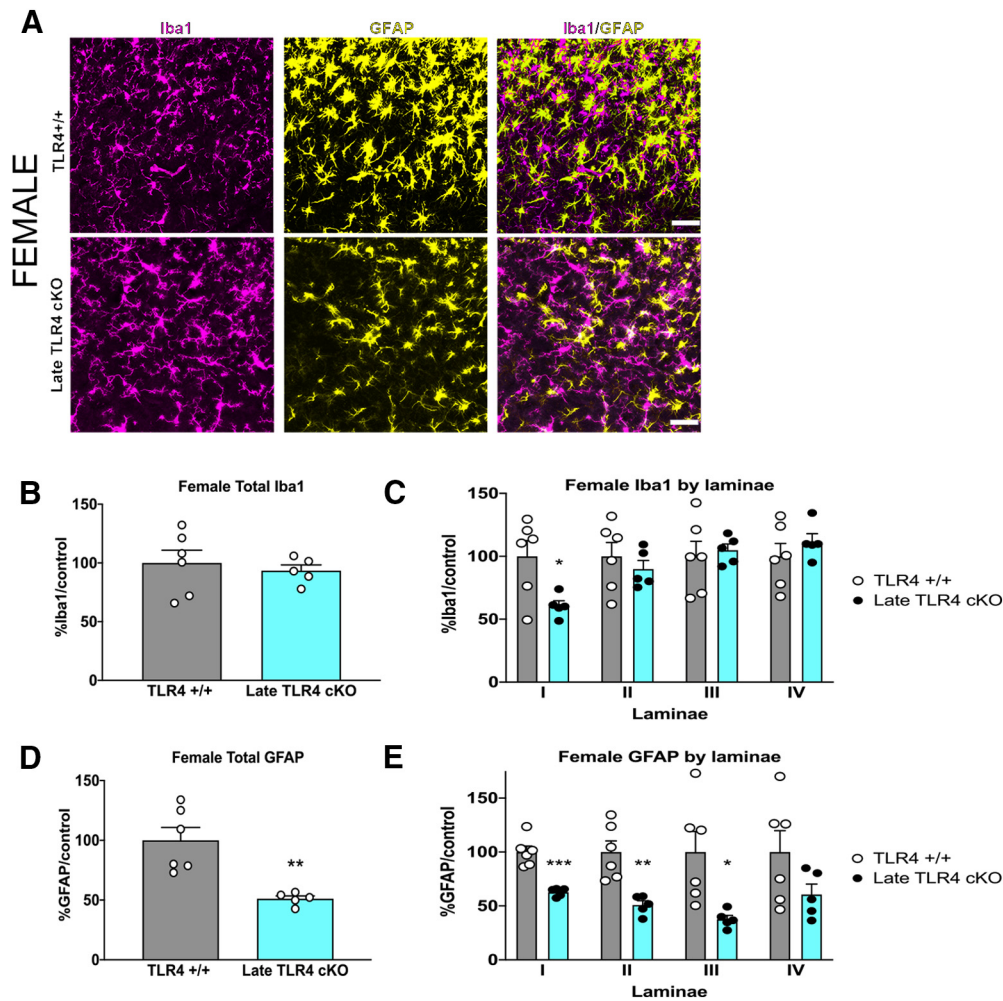 A
Iba1 GFAP Iba1/GFAP
FEMALE
TLR4+/+
Late TLR4 cKO
B
Female Total Iba1
%Iba1/control
150
100
50
0
TLR4 +/+ Late TLR4 cKO
C
Female Iba1 by laminae
%Iba1/control
150
100
50
0
*
I II III IV
Laminae
TLR4 +/+
Late TLR4 cKO
D
Female Total GFAP
%GFAP/control
150
100
50
0
**
TLR4 +/+ Late TLR4 cKO
E
Female GFAP by laminae
%GFAP/control
150
100
50
0
*** ** *
I II III IV
Laminae
TLR4 +/+
Late TLR4 cKO